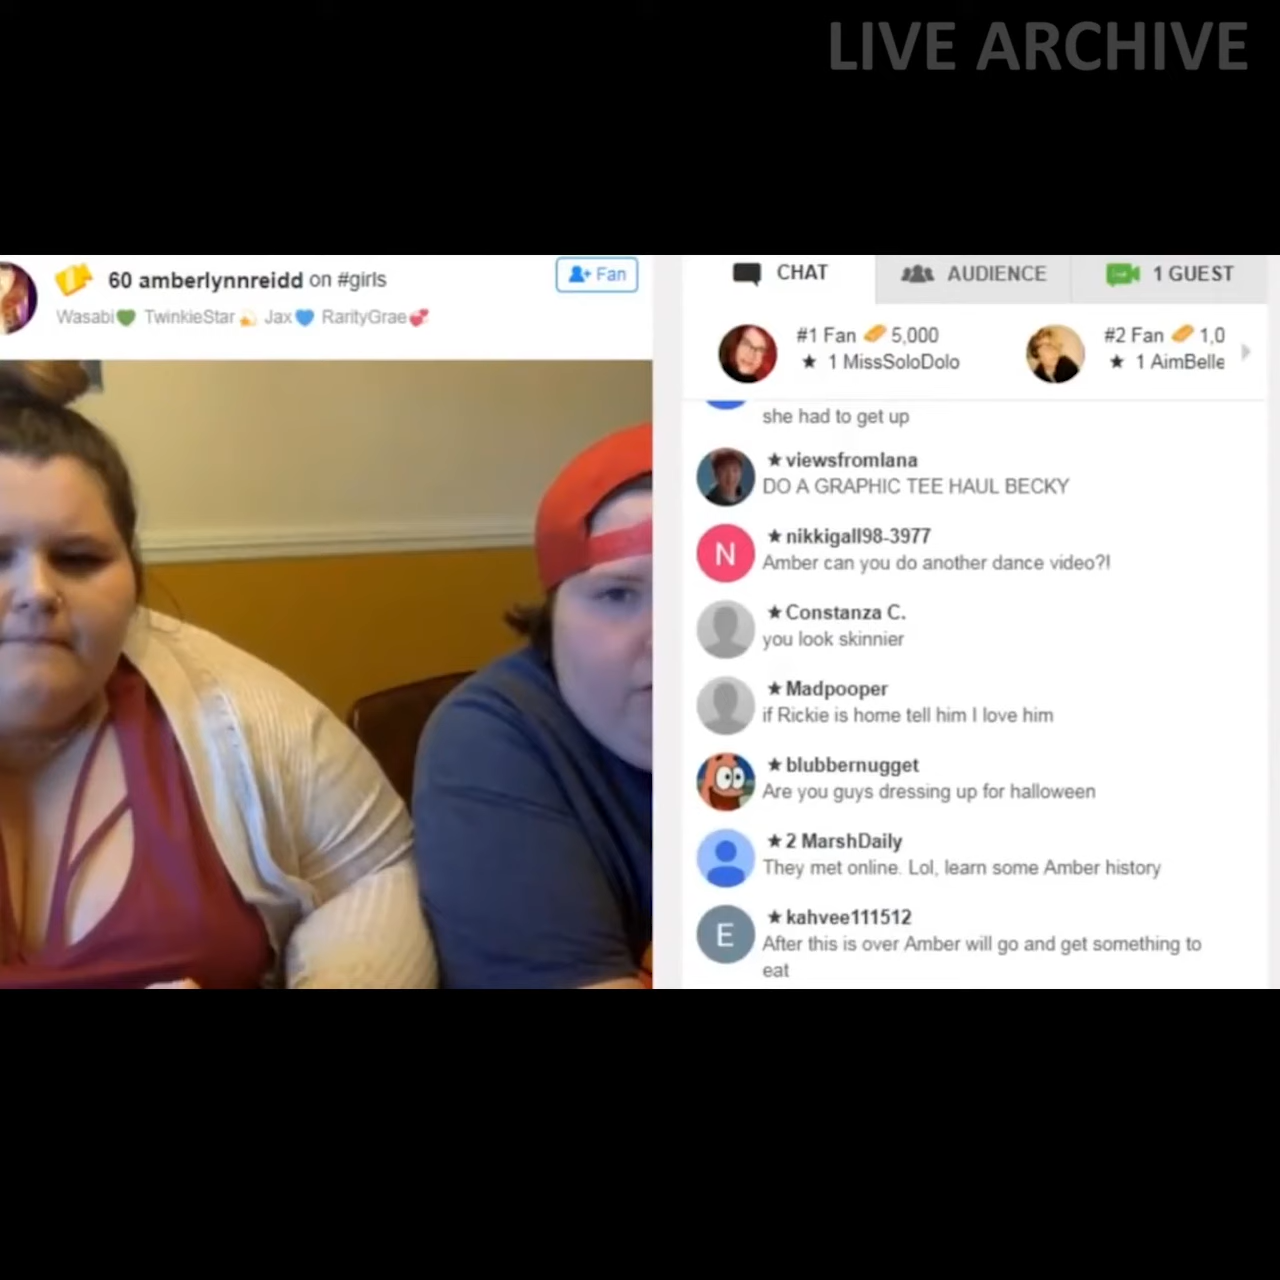 LIVE ARCHIVE
60 amberlynnreidd on #girls
Fan
Wasabi💚 TwinkieStar💫 Jax💙 RarityGrae💞
CHAT
AUDIENCE
1 GUEST
#1 Fan 5,000
★ 1 MissSoloDolo
#2 Fan 1,0
★ 1 AimBelle
she had to get up
★ viewsfromlana
DO A GRAPHIC TEE HAUL BECKY
N
★ nikkigall98-3977
Amber can you do another dance video?!
★ Constanza C.
you look skinnier
★ Madpooper
if Rickie is home tell him I love him
★ blubbernugget
Are you guys dressing up for halloween
★ 2 MarshDaily
They met online. Lol, learn some Amber history
E
★ kahvee111512
After this is over Amber will go and get something to
eat